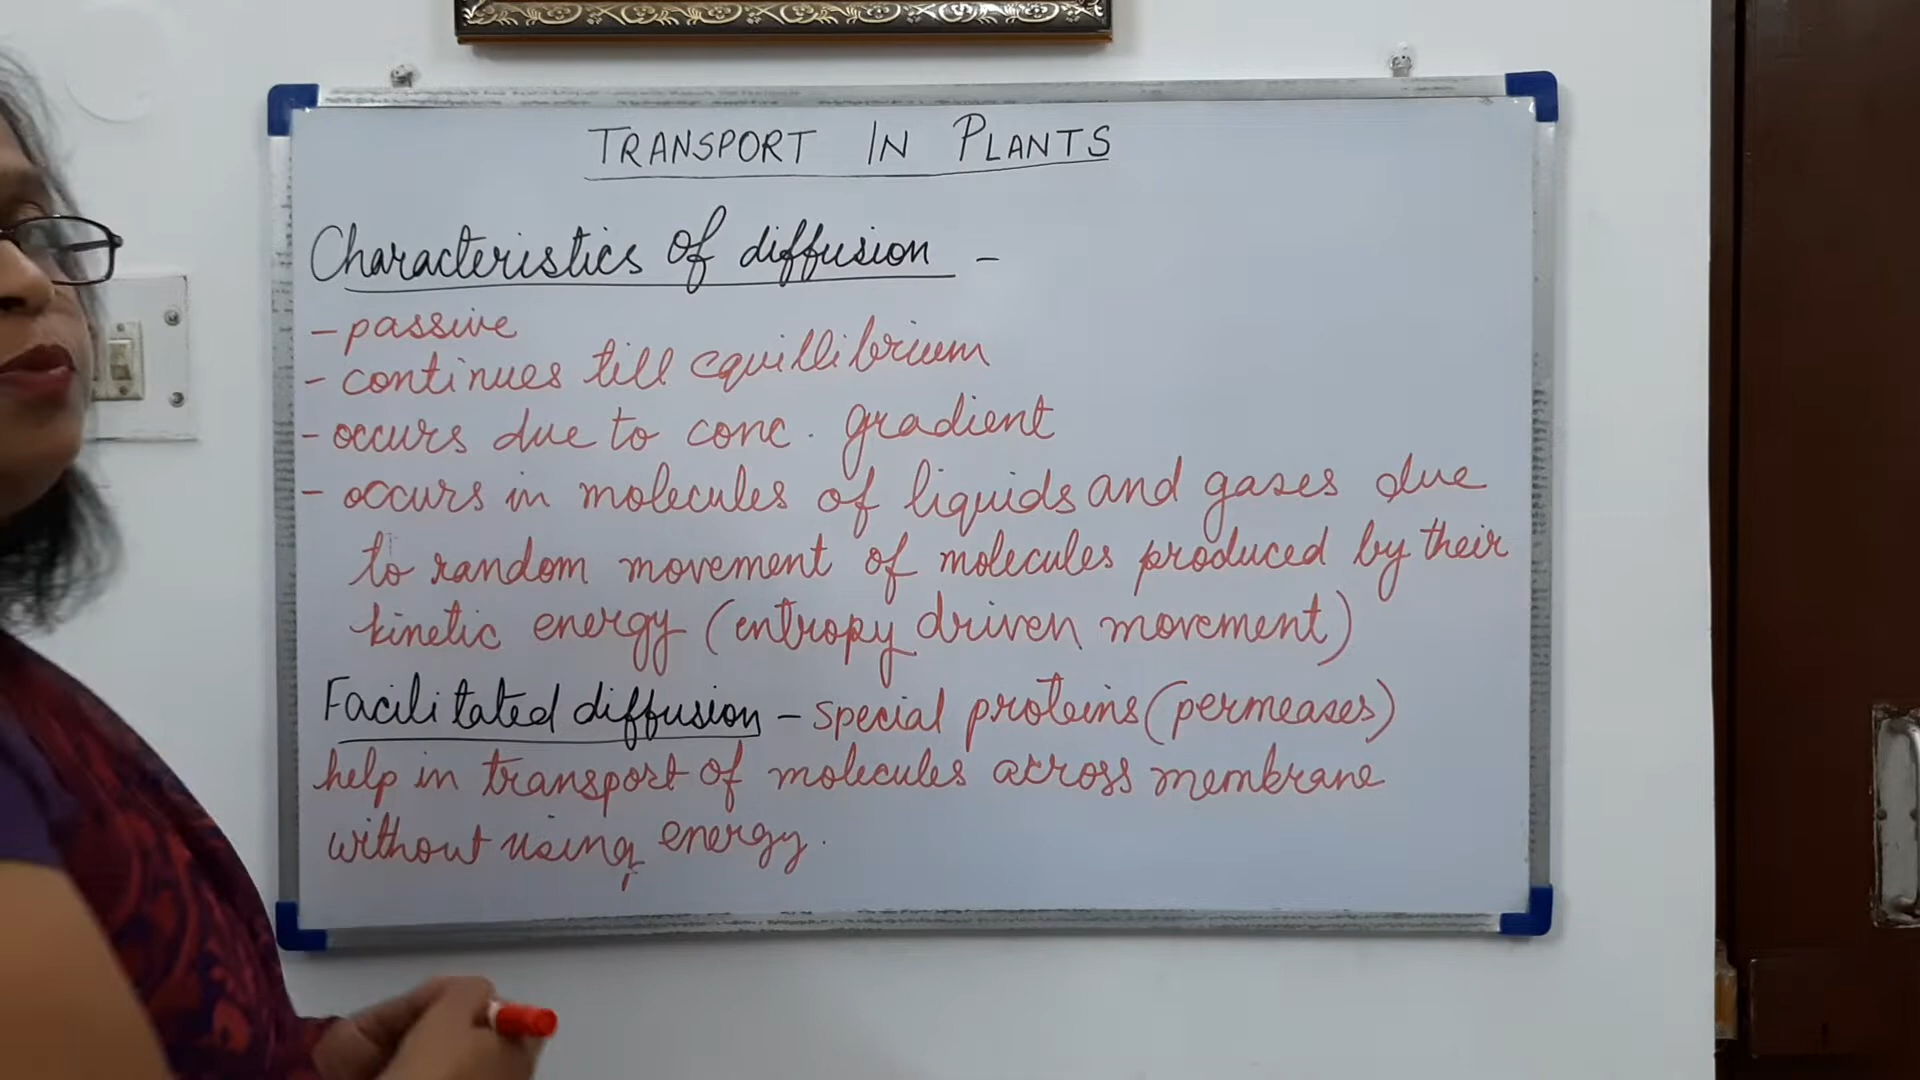 TRANSPORT IN PLANTS
Characteristics of diffusion -
- passive
- continues till equillibrium
- occurs due to conc. gradient
- occurs in molecules of liquids and gases due
to random movement of molecules produced by their
kinetic energy (entropy driven movement)
Facilitated diffusion - special proteins (permeases)
help in transport of molecules across membrane
without using energy.